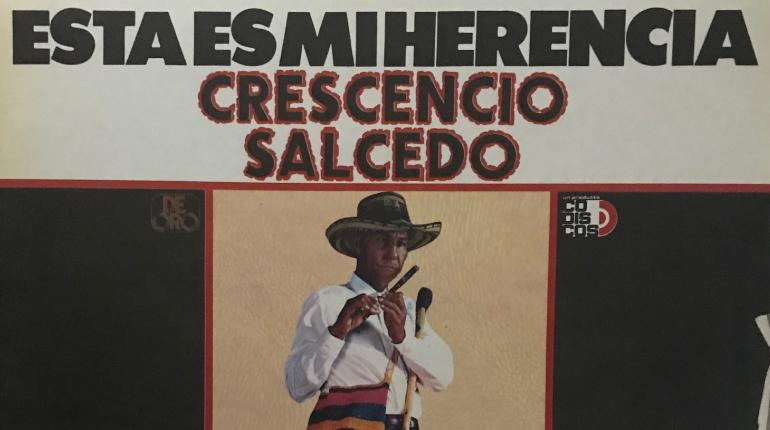 ESTA ES MI HERENCIA
CRESCENCIO
SALCEDO
DE
ORO
un producto
CO
DIS
COS